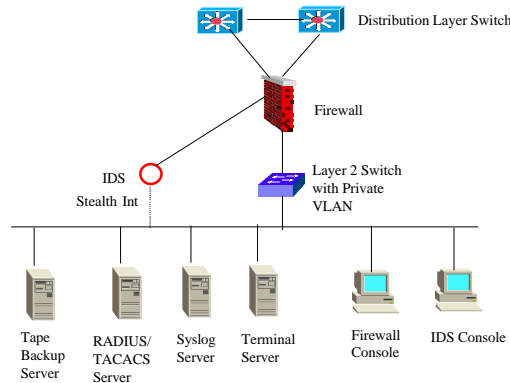 Distribution Layer Switch
Firewall
IDS
Stealth Int
Layer 2 Switch
with Private
VLAN
Tape
Backup
Server
RADIUS/
TACACS
Server
Syslog
Server
Terminal
Server
Firewall
Console
IDS Console